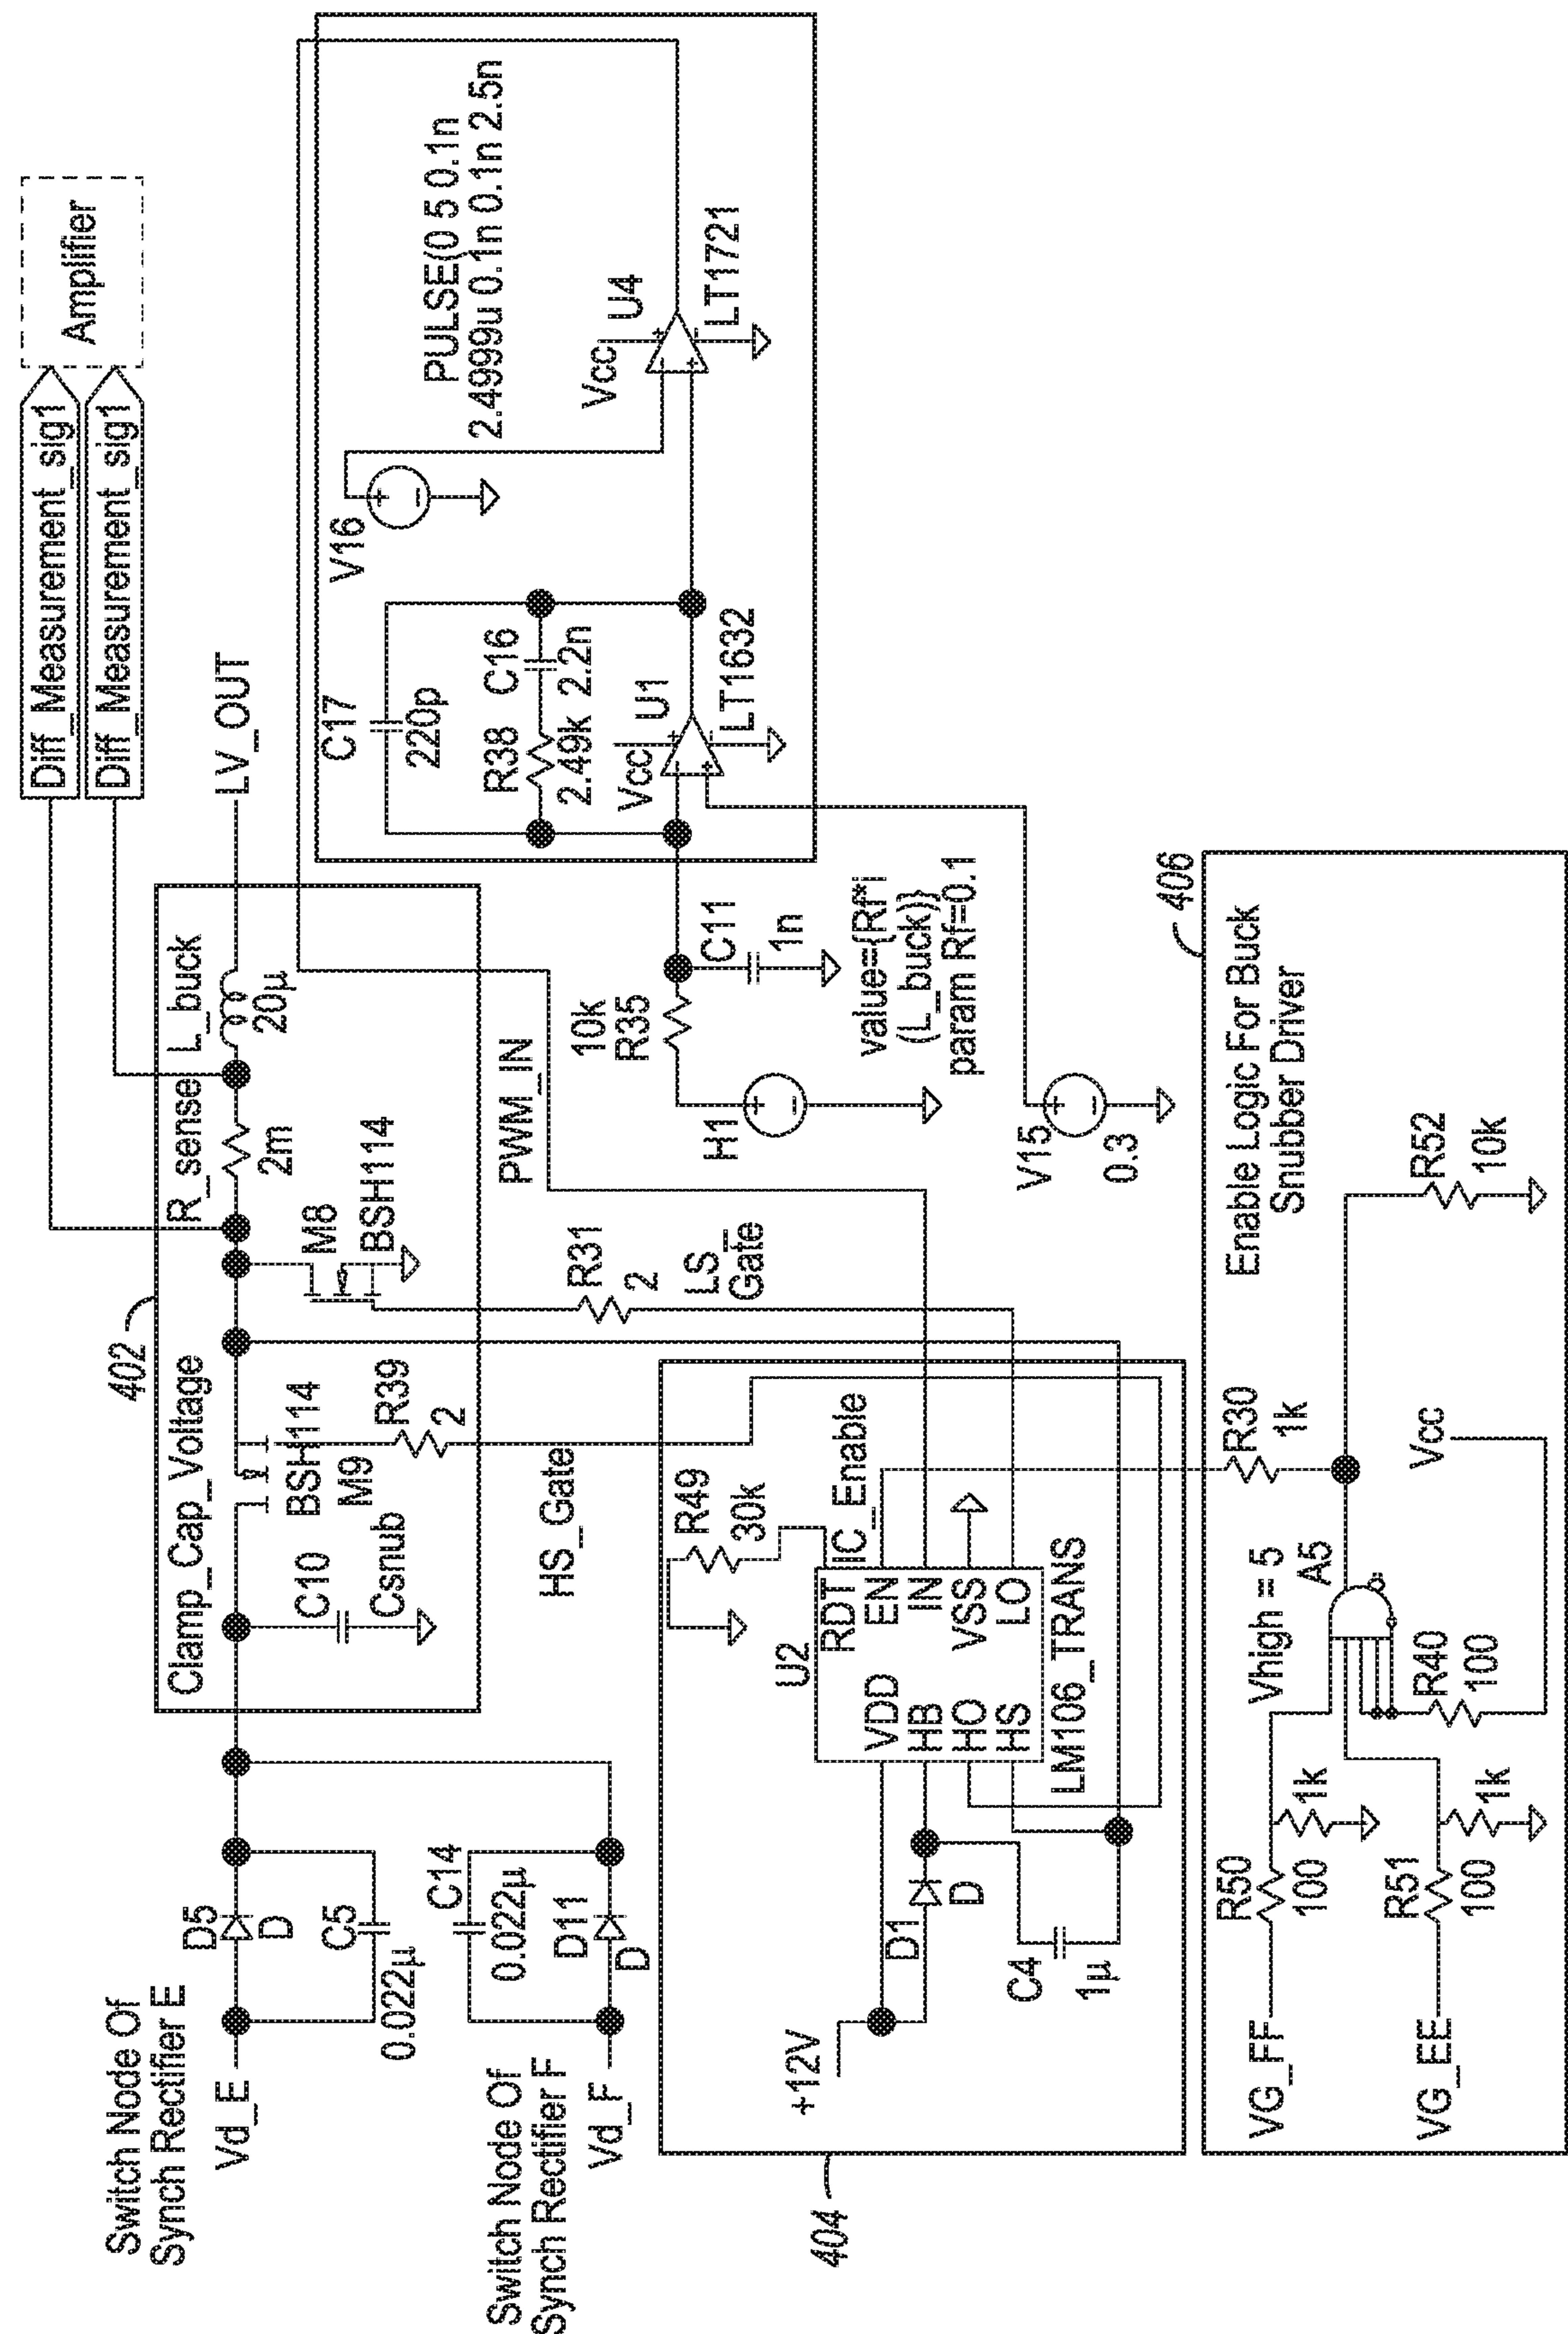 Diff_Measurement_sig1
Diff_Measurement_sig1
Amplifier
Switch Node Of
Synch Rectifier E
Vd_E
D5
D
C5
0.022µ
402
Clamp_Cap_Voltage
C10
Csnub
BSH114
M9
R39
2
M8
BSH114
R_sense
2m
L_buck
20µ
LV_OUT
Switch Node Of
Synch Rectifier F
Vd_F
C14
0.022µ
D11
D
HS_Gate
R31
2
LS_
Gate
PWM_IN
C17
220p
R38
2.49k
C16
2.2n
Vcc
U1
LT1632
V16
PULSE(0 5 0.1n
2.4999u 0.1n 0.1n 2.5n
Vcc
U4
LT1721
10k
R35
C11
1n
H1
value={Rf*i
(L_buck)}
param Rf=0.1
V15
0.3
404
+12V
D1
D
C4
1µ
R49
30k
U2
IC_Enable
VDD
HB
HO
HS
RDT
EN
IN
VSS
LO
LM106_TRANS
406
Enable Logic For Buck
Snubber Driver
R30
1k
VG_FF
R50
100
1k
VG_EE
R51
100
1k
Vhigh = 5
A5
R40
100
Vcc
R52
10k